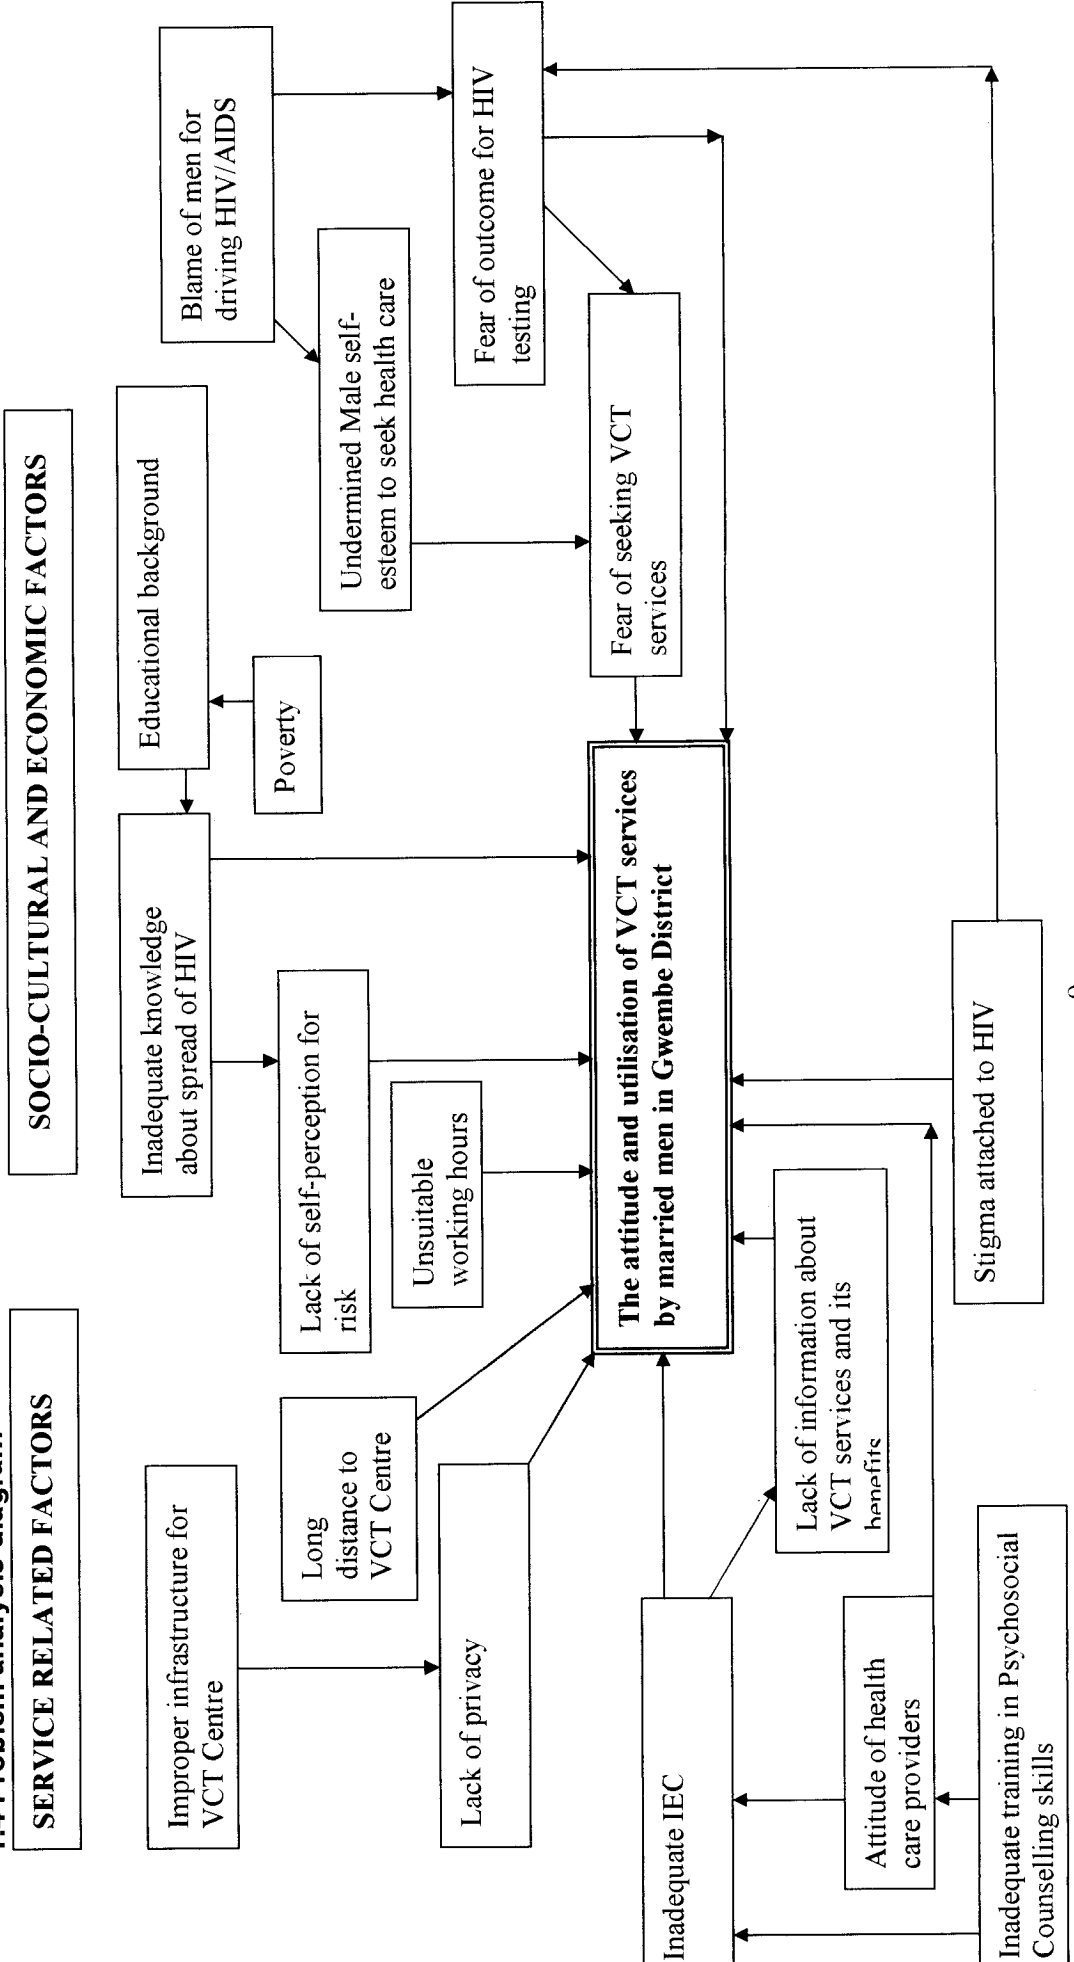 SERVICE RELATED FACTORS
SOCIO-CULTURAL AND ECONOMIC FACTORS
Improper infrastructure for
VCT Centre
Inadequate knowledge
about spread of HIV
Educational background
Blame of men for
driving HIV/AIDS
Long
distance to
VCT Centre
Lack of self-perception for
risk
Poverty
Undermined Male self-
esteem to seek health care
Unsuitable
working hours
Lack of privacy
Fear of outcome for HIV
testing
The attitude and utilisation of VCT services
by married men in Gwembe District
Fear of seeking VCT
services
Inadequate IEC
Lack of information about
VCT services and its
benefits
Attitude of health
care providers
Stigma attached to HIV
Inadequate training in Psychosocial
Counselling skills